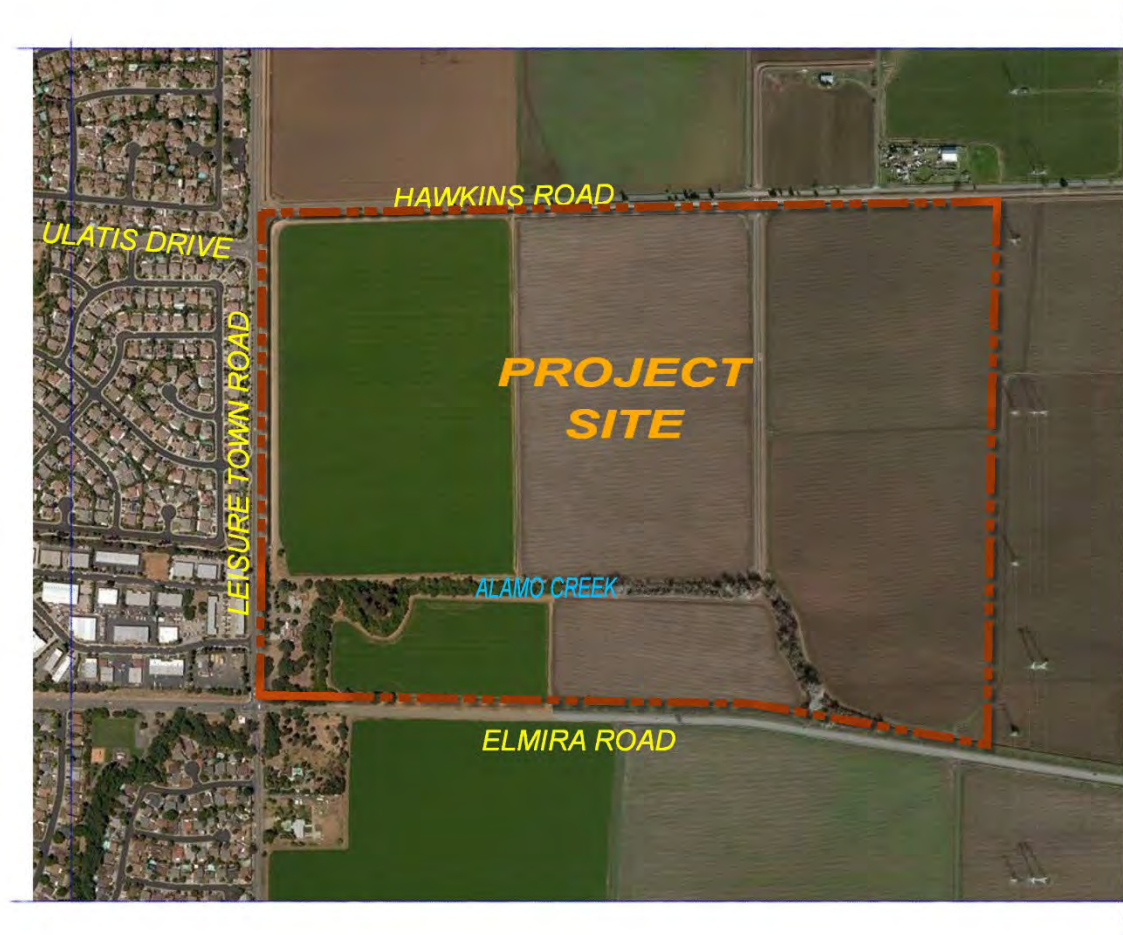 HAWKINS ROAD
ULATIS DRIVE
LEISURE TOWN ROAD
PROJECT
SITE
ALAMO CREEK
ELMIRA ROAD